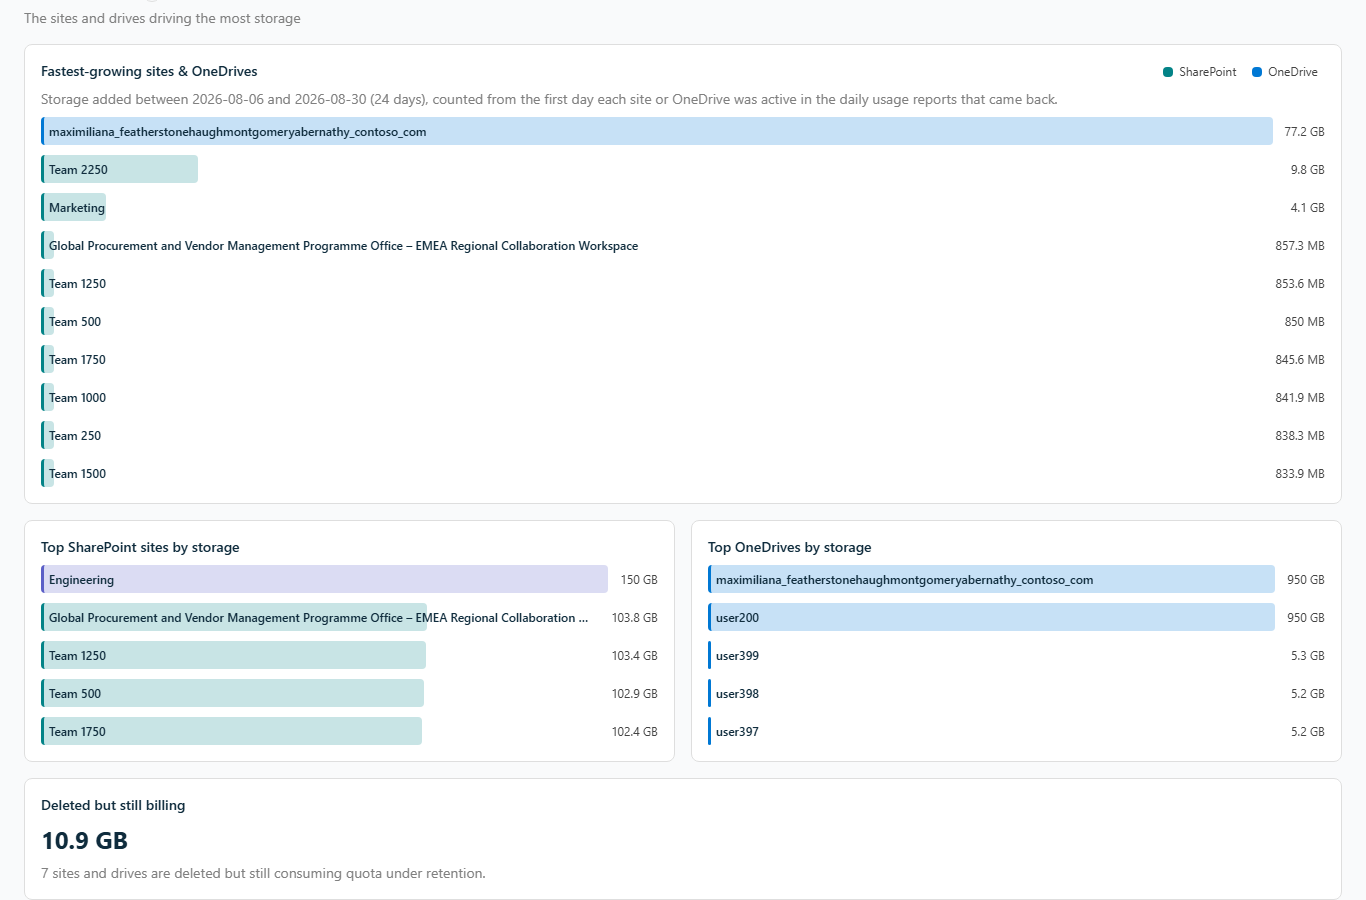 The sites and drives driving the most storage
Fastest-growing sites & OneDrives
SharePoint
OneDrive
Storage added between 2026-08-06 and 2026-08-30 (24 days), counted from the first day each site or OneDrive was active in the daily usage reports that came back.
maximiliana_featherstonehaughmontgomeryabernathy_contoso_com 77.2 GB
Team 2250 9.8 GB
Marketing 4.1 GB
Global Procurement and Vendor Management Programme Office – EMEA Regional Collaboration Workspace 857.3 MB
Team 1250 853.6 MB
Team 500 850 MB
Team 1750 845.6 MB
Team 1000 841.9 MB
Team 250 838.3 MB
Team 1500 833.9 MB
Top SharePoint sites by storage
Engineering 150 GB
Global Procurement and Vendor Management Programme Office – EMEA Regional Collaboration ... 103.8 GB
Team 1250 103.4 GB
Team 500 102.9 GB
Team 1750 102.4 GB
Top OneDrives by storage
maximiliana_featherstonehaughmontgomeryabernathy_contoso_com 950 GB
user200 950 GB
user399 5.3 GB
user398 5.2 GB
user397 5.2 GB
Deleted but still billing
10.9 GB
7 sites and drives are deleted but still consuming quota under retention.